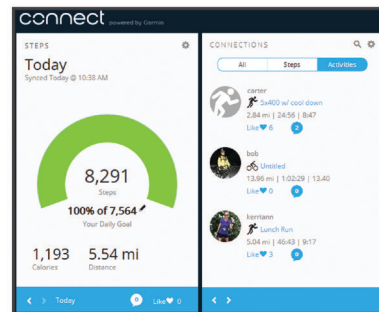 connect powered by Garmin
STEPS
Today
Synced Today @ 10:38 AM
8,291
Steps
100% of 7,564
Your Daily Goal
1,193
Calories
5.54 mi
Distance
< > Today 0 Like 0
CONNECTIONS
All Steps Activities
carter
5x400 w/ cool down
2.84 mi | 24:56 | 8:47
Like 6 2
bob
Untitled
13.96 mi | 1:02:29 | 13.40
Like 0 0
kerriann
Lunch Run
5.04 mi | 46:43 | 9:17
Like 3 0
< >